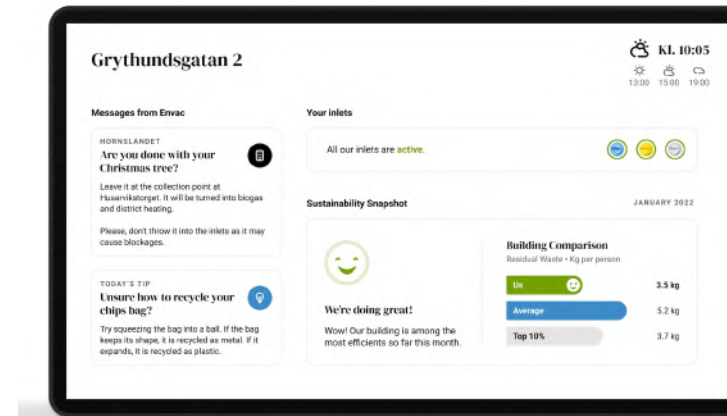 Grythundsgatan 2
Kl. 10:05
13:00 15:00 19:00
Messages from Envac
HORNSLANDET
Are you done with your
Christmas tree?
Leave it at the collection point at
Husarvikstorget. It will be turned into biogas
and district heating.
Please, don't throw it into the inlets as it may
cause blockages.
TODAY'S TIP
Unsure how to recycle your
chips bag?
Try squeezing the bag into a ball. If the bag
keeps its shape, it is recycled as metal. If it
expands, it is recycled as plastic.
Your inlets
All our inlets are active.
Sustainability Snapshot
JANUARY 2022
We're doing great!
Wow! Our building is among the
most efficients so far this month.
Building Comparison
Residual Waste • Kg per person
Us 3.5 kg
Average 5.2 kg
Top 10% 3.7 kg